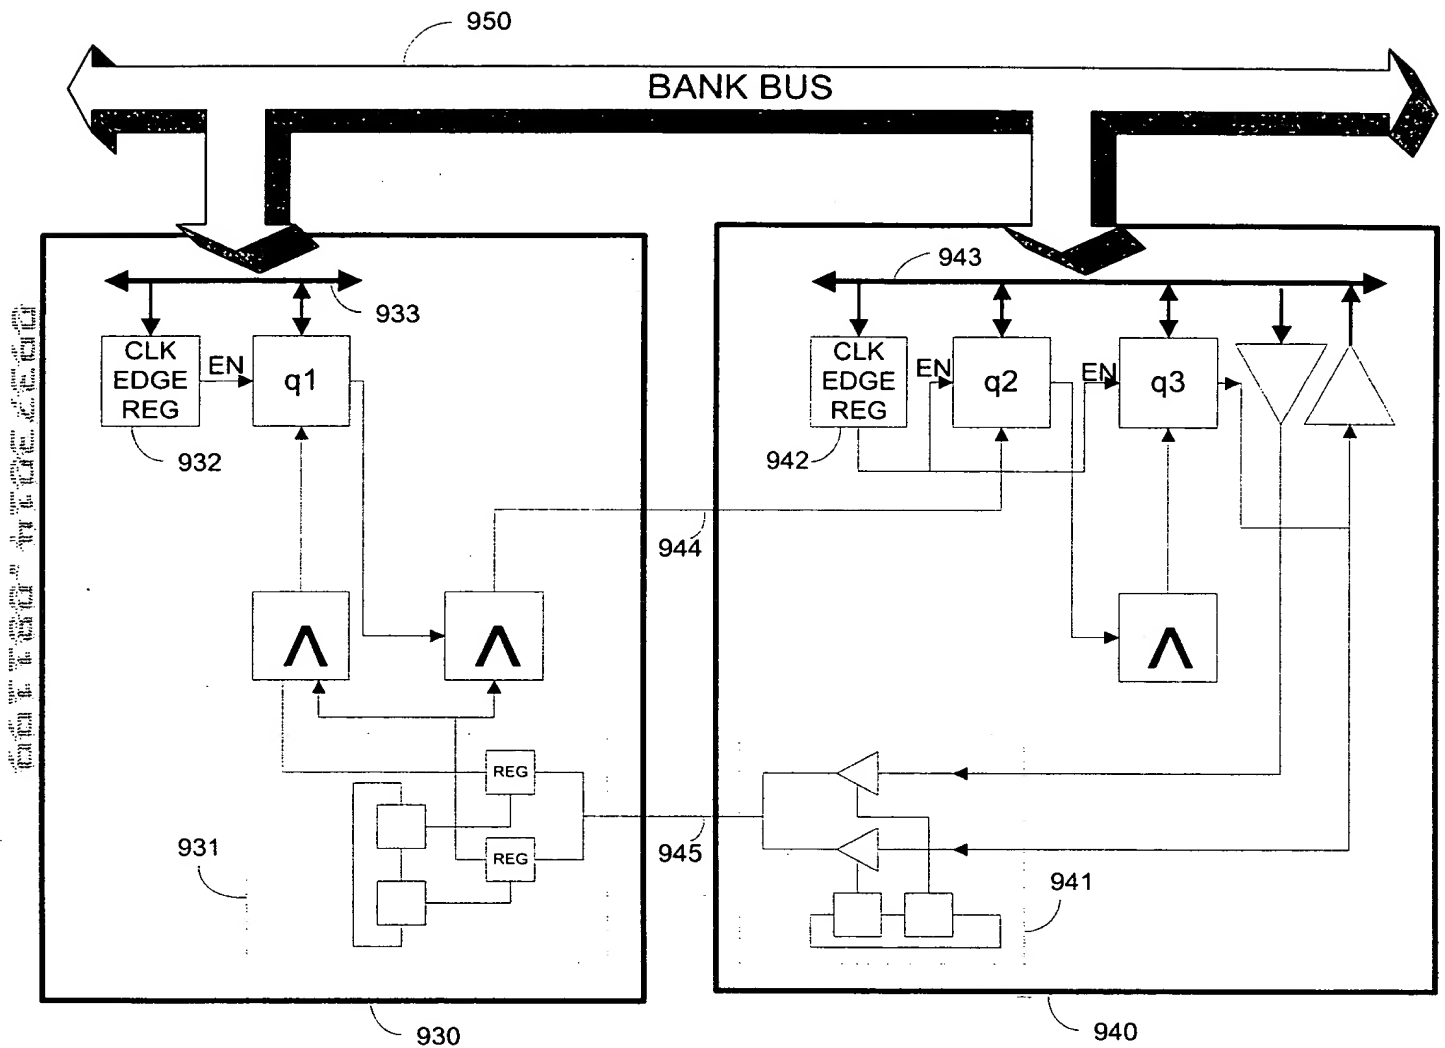 950
BANK BUS
943
933
CLK
EDGE
REG
EN
q1
CLK
EDGE
REG
EN
q2
EN
q3
932
942
944
Λ
Λ
Λ
REG
REG
931
945
941
930
940